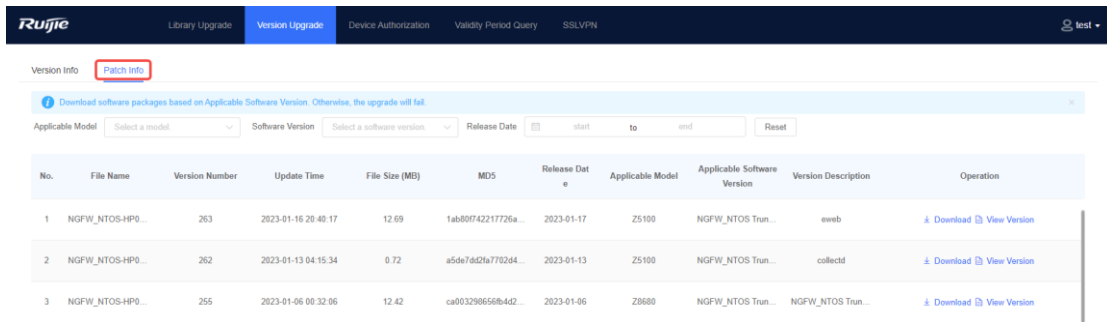 Ruijie Library Upgrade Version Upgrade Device Authorization Validity Period Query SSLVPN test
Version Info Patch Info
Download software packages based on Applicable Software Version. Otherwise, the upgrade will fail.
Applicable Model Select a model. Software Version Select a software version Release Date start to end Reset
No. File Name Version Number Update Time File Size (MB) MD5 Release Dat
e Applicable Model Applicable Software
Version Version Description Operation
1 NGFW_NTOS-HP0... 263 2023-01-16 20:40:17 12.69 1ab80f742217726a... 2023-01-17 Z5100 NGFW_NTOS Trun... eweb Download View Version
2 NGFW_NTOS-HP0... 262 2023-01-13 04:15:34 0.72 a5de7dd2fa7702d4... 2023-01-13 Z5100 NGFW_NTOS Trun... collectd Download View Version
3 NGFW_NTOS-HP0... 255 2023-01-06 00:32:06 12.42 ca003298656fb4d2... 2023-01-06 Z8680 NGFW_NTOS Trun... NGFW_NTOS Trun... Download View Version